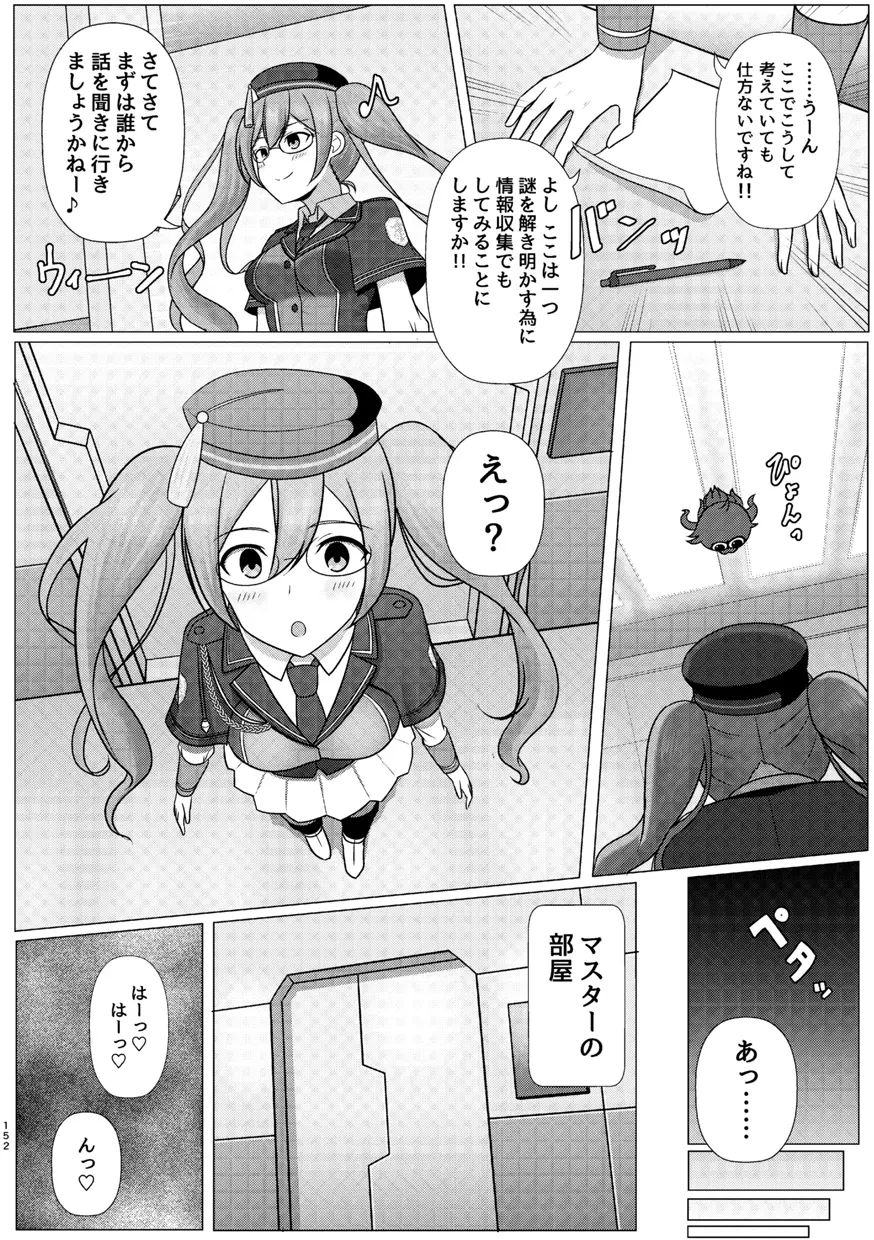 ……うーん
ここでこうして
考えていても
仕方ないですね!!
バンッ
よし ここは一つ
謎を解き明かす為に
情報収集でも
してみることに
しますか!!
さてさて
まずは誰から
話を聞きに行き
ましょうかねー♪
♪
ウィーン
ぴょんっ
えっ?
ペタッ
あっ……
マスターの
部屋
はーっ♡
はーっ♡
んっ♡
152